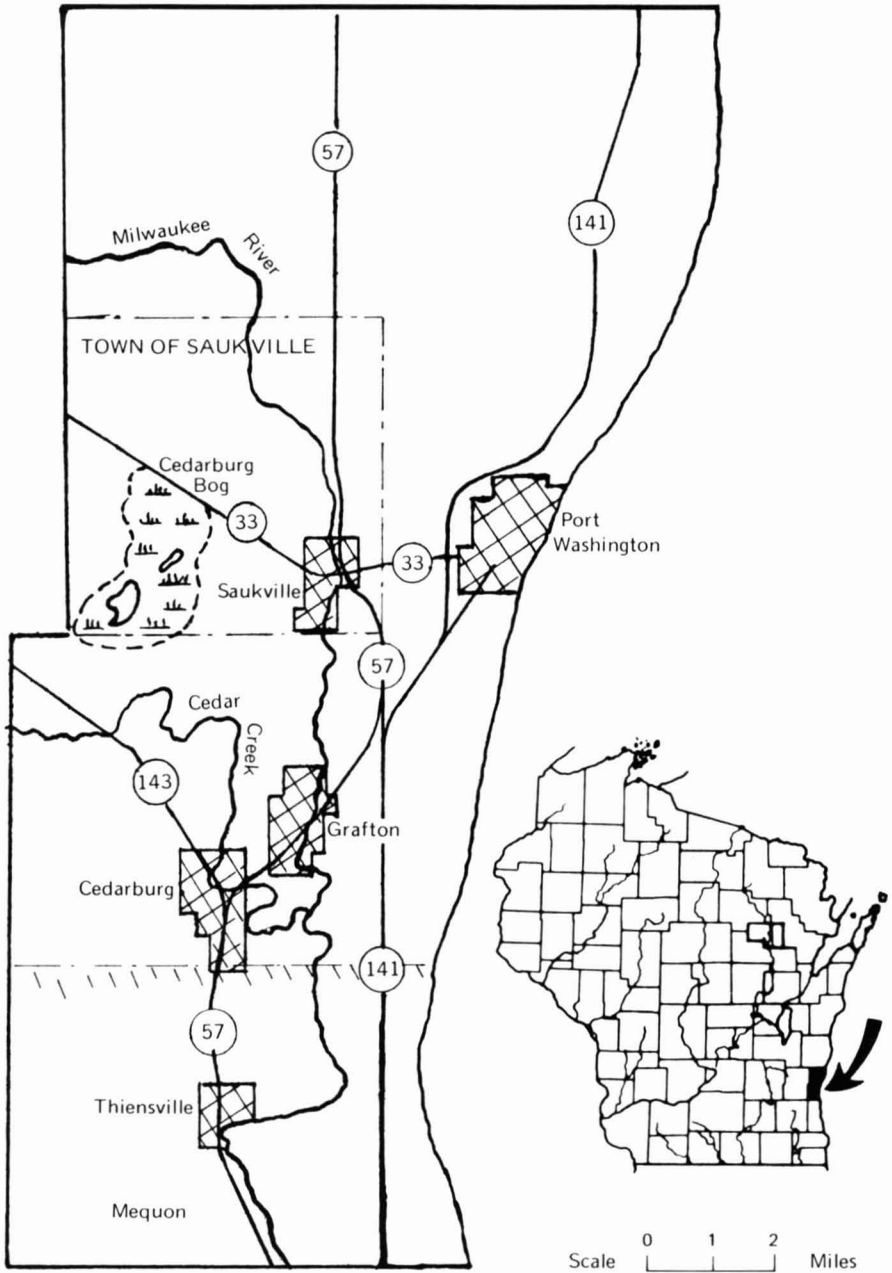 57
141
Milwaukee
River
TOWN OF SAUKVILLE
Cedarburg
Bog
33
Port
Washington
33
Saukville
57
Cedar
Creek
143
Grafton
Cedarburg
141
57
Thiensville
Mequon
0 1 2
Scale Miles